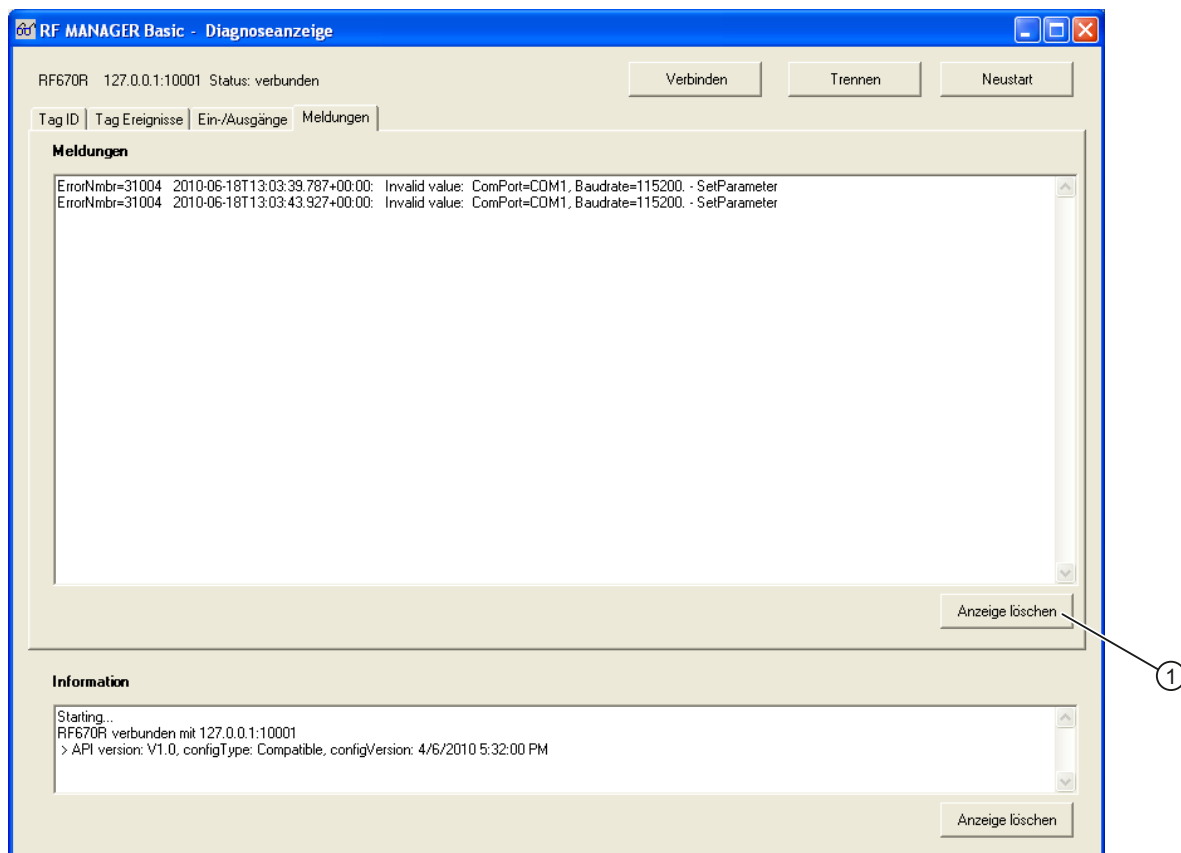 RF MANAGER Basic - Diagnoseanzeige
RF670R 127.0.0.1:10001 Status: verbunden
Verbinden
Trennen
Neustart
Tag ID
Tag Ereignisse
Ein-/Ausgänge
Meldungen
Meldungen
ErrorNmbr=31004 2010-06-18T13:03:39.787+00:00: Invalid value: ComPort=COM1, Baudrate=115200. - SetParameter
ErrorNmbr=31004 2010-06-18T13:03:43.927+00:00: Invalid value: ComPort=COM1, Baudrate=115200. - SetParameter
Anzeige löschen
1
Information
Starting...
RF670R verbunden mit 127.0.0.1:10001
> API version: V1.0, configType: Compatible, configVersion: 4/6/2010 5:32:00 PM
Anzeige löschen